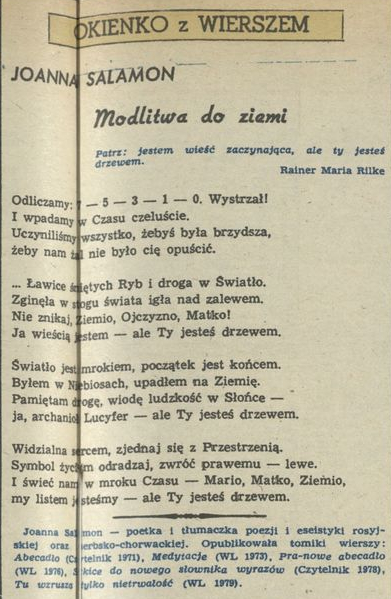 OKIENKO z WIERSZEM
JOANNA SALAMON
Modlitwa do ziemi
Patrz: jestem wieść zaczynająca, ale ty jesteś
drzewem.
Rainer Maria Rilke
Odliczamy: 7 — 5 — 3 — 1 — 0. Wystrzał!
I wpadamy w Czasu czeluście.
Uczyniliśmy wszystko, żebyś była brzydsza,
żeby nam żal nie było cię opuścić.
... Ławice śniętych Ryb i droga w Światło.
Zginęła w stogu świata igła nad zalewem.
Nie znikaj, Ziemio, Ojczyzno, Matko!
Ja wieścią jestem — ale Ty jesteś drzewem.
Światło jest mrokiem, początek jest końcem.
Byłem w Niebiosach, upadłem na Ziemię.
Pamiętam drogę, wiodę ludzkość w Słońce —
ja, archanioł Lucyfer — ale Ty jesteś drzewem.
Widzialna sercem, zjednaj się z Przestrzenią.
Symbol życiem odradzaj, zwróć prawemu — lewe.
I świeć nam w mroku Czasu — Mario, Matko, Ziemio,
my listem jesteśmy — ale Ty jesteś drzewem.
Joanna Salamon — poetka i tłumaczka poezji i eseistyki rosyj-
skiej oraz serbsko-chorwackiej. Opublikowała tomiki wierszy:
Abecadło (Czytelnik 1971), Medytacje (WL 1973), Pra-nowe abecadło
(WL 1976), Szkice do nowego słownika wyrazów (Czytelnik 1978),
Tu wzrusza tylko nietrwałość (WL 1979).